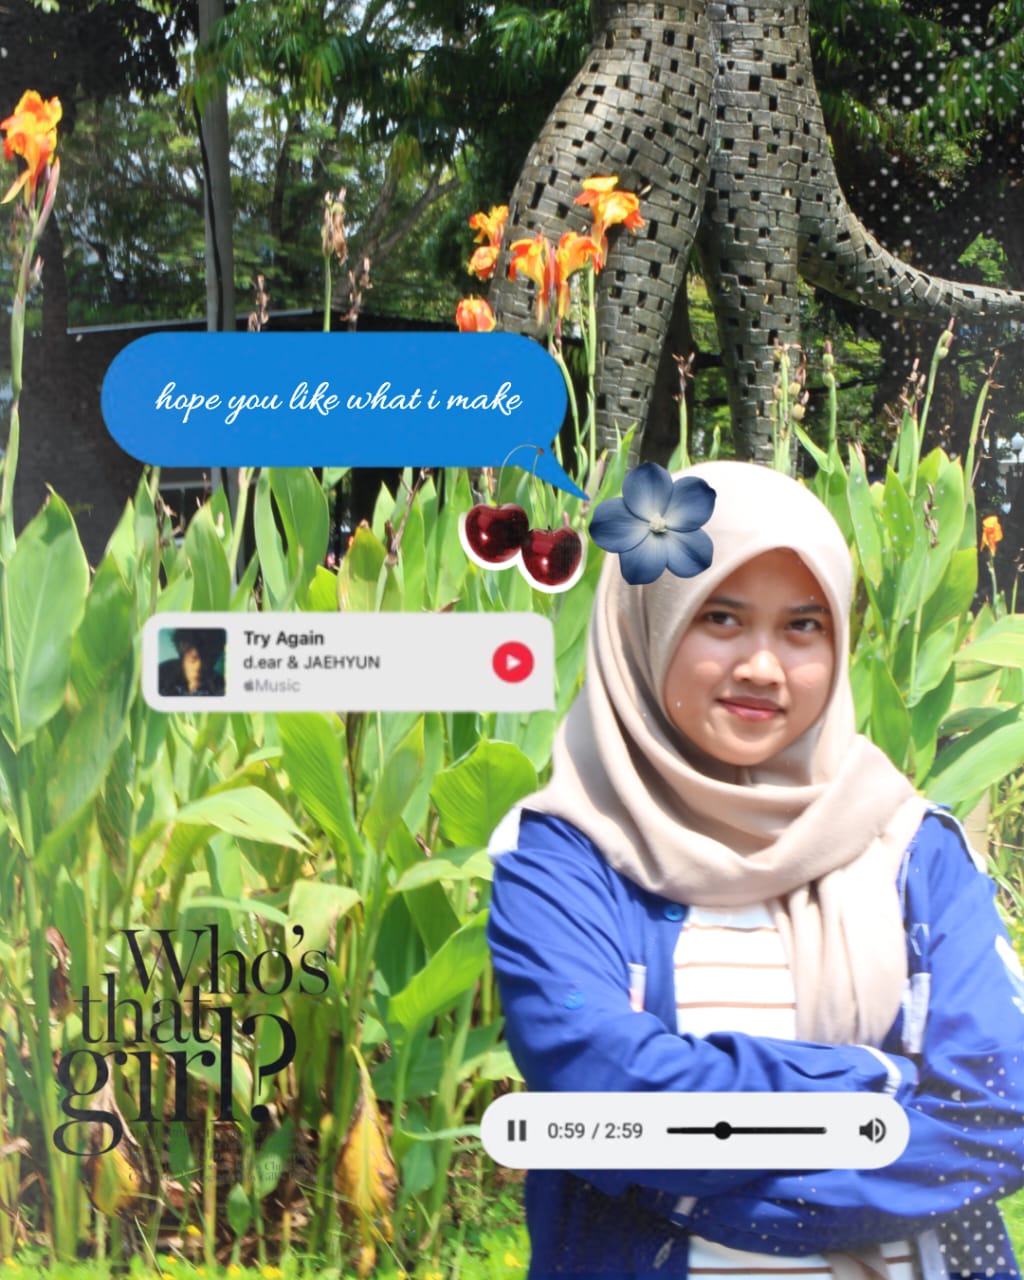 hope you like what i make
Try Again
d.ear & JAEHYUN
Music
Who's
that
girl?
0:59 / 2:59